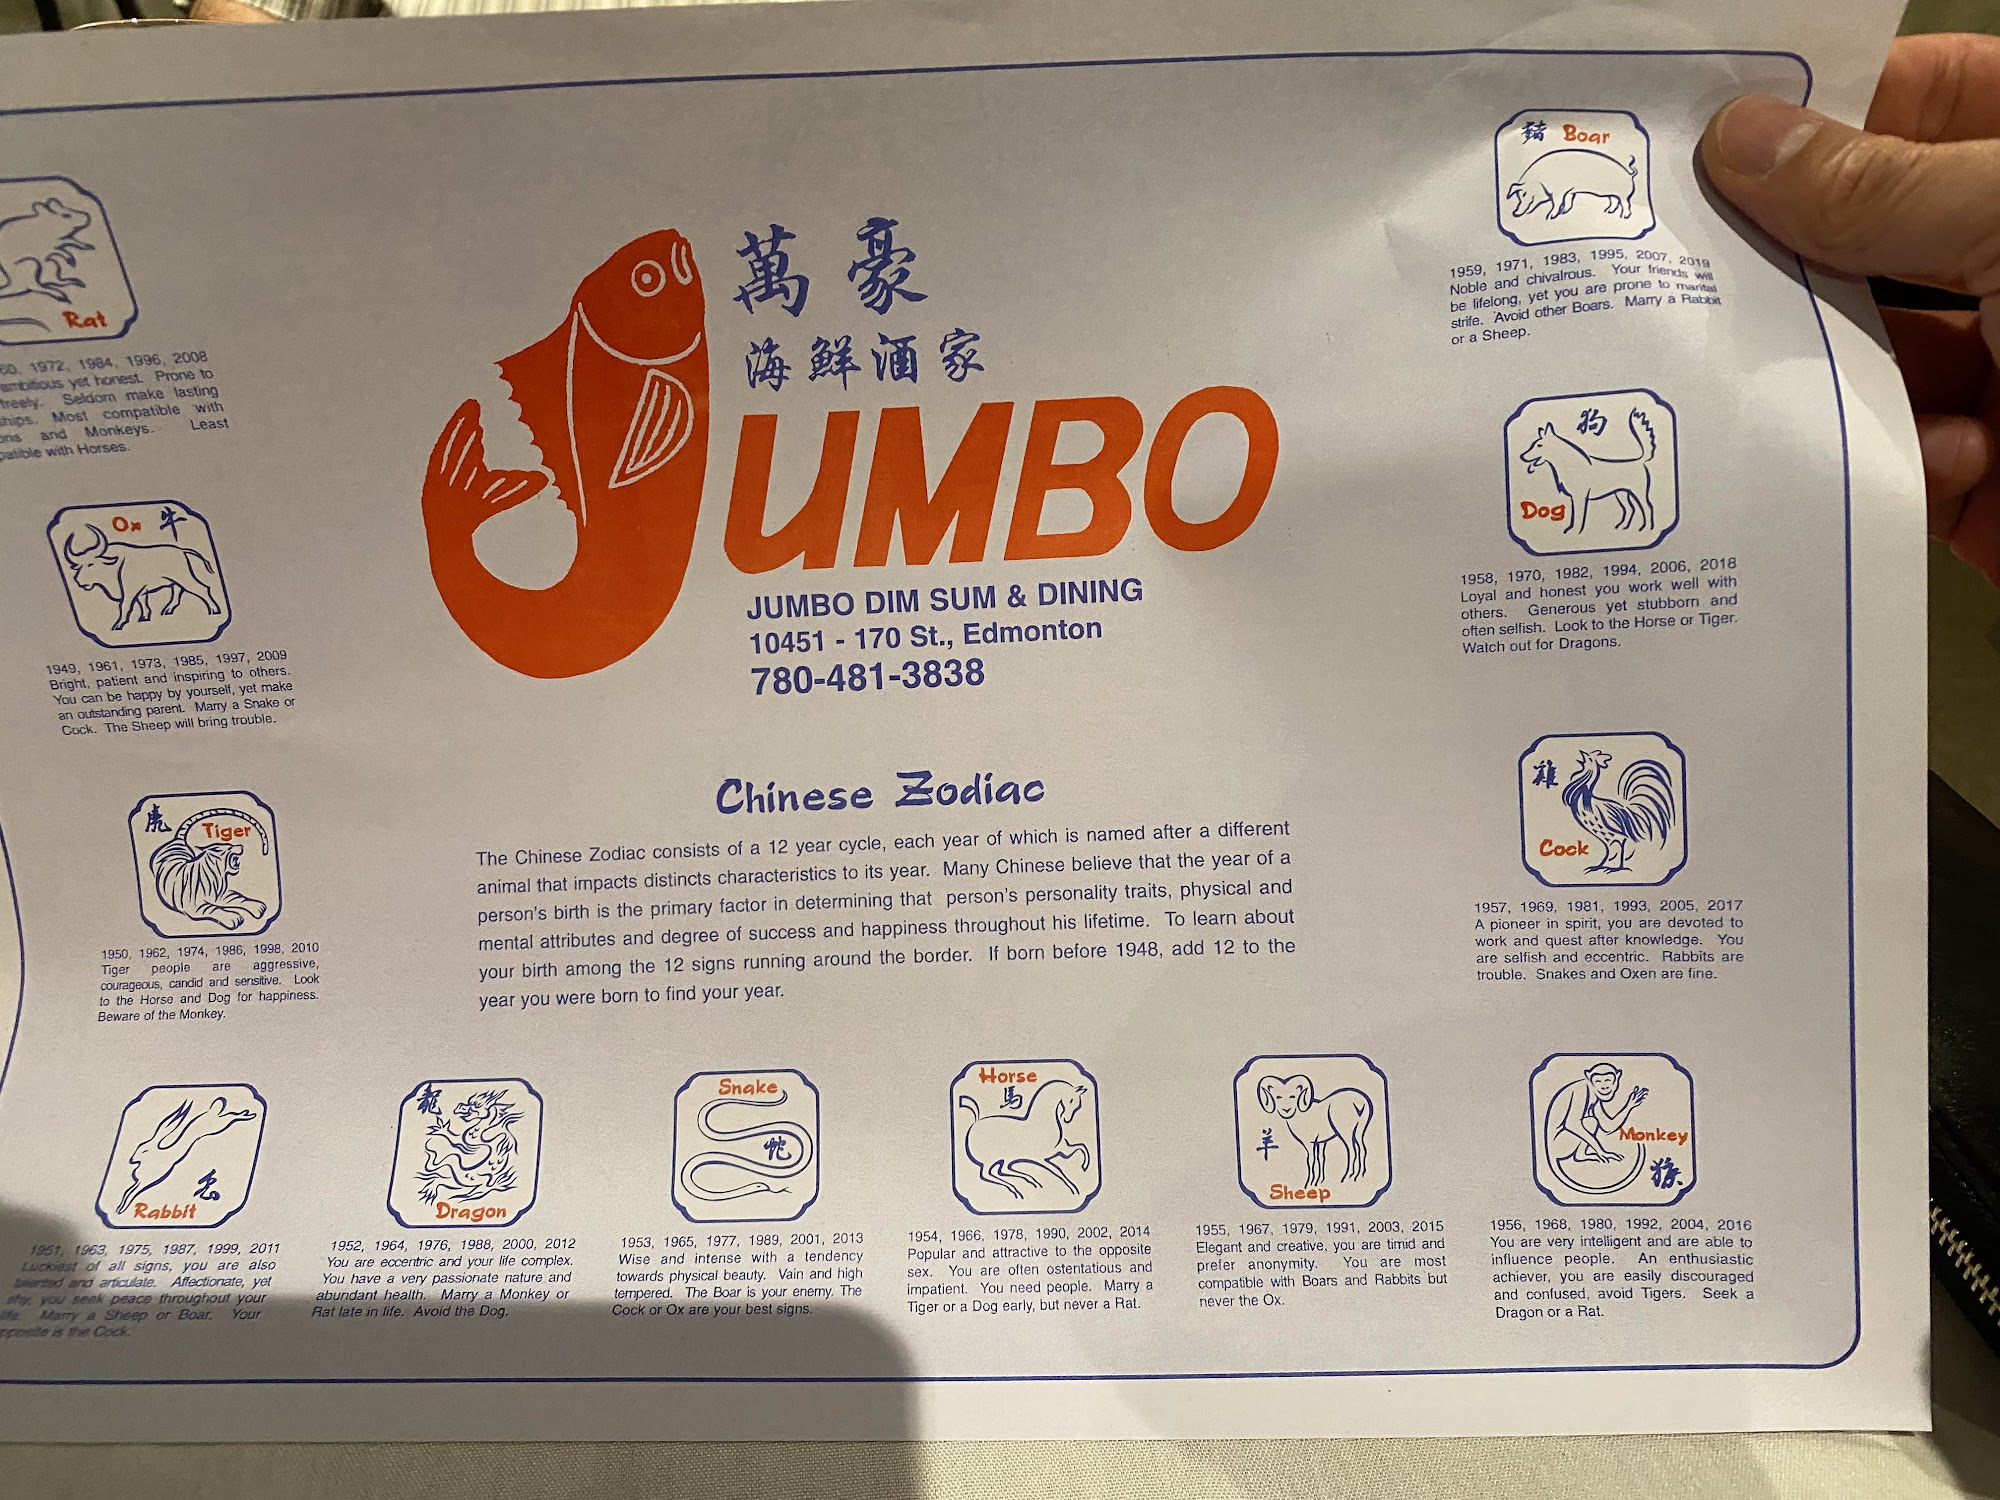 萬豪
海鮮酒家
JUMBO
JUMBO DIM SUM & DINING
10451 - 170 St., Edmonton
780-481-3838
Chinese Zodiac
The Chinese Zodiac consists of a 12 year cycle, each year of which is named after a different
animal that impacts distincts characteristics to its year. Many Chinese believe that the year of a
person's birth is the primary factor in determining that person's personality traits, physical and
mental attributes and degree of success and happiness throughout his lifetime. To learn about
your birth among the 12 signs running around the border. If born before 1948, add 12 to the
year you were born to find your year.
Rat
1972, 1984, 1996, 2008
ambitious yet honest. Prone to
freely. Seldom make lasting
Most compatible with
and Monkeys. Least
with Horses.
Ox 牛
1949, 1961, 1973, 1985, 1997, 2009
Bright, patient and inspiring to others.
You can be happy by yourself, yet make
an outstanding parent. Marry a Snake or
Cock. The Sheep will bring trouble.
虎 Tiger
1950, 1962, 1974, 1986, 1998, 2010
Tiger people are aggressive,
courageous, candid and sensitive. Look
to the Horse and Dog for happiness.
Beware of the Monkey.
兔
Rabbit
1951, 1963, 1975, 1987, 1999, 2011
Luckiest of all signs, you are also
talented and articulate. Affectionate, yet
shy, you seek peace throughout your
life. Marry a Sheep or Boar. Your
opposite is the Cock.
龍
Dragon
1952, 1964, 1976, 1988, 2000, 2012
You are eccentric and your life complex.
You have a very passionate nature and
abundant health. Marry a Monkey or
Rat late in life. Avoid the Dog.
Snake
蛇
1953, 1965, 1977, 1989, 2001, 2013
Wise and intense with a tendency
towards physical beauty. Vain and high
tempered. The Boar is your enemy. The
Cock or Ox are your best signs.
Horse
馬
1954, 1966, 1978, 1990, 2002, 2014
Popular and attractive to the opposite
sex. You are often ostentatious and
impatient. You need people. Marry a
Tiger or a Dog early, but never a Rat.
羊
Sheep
1955, 1967, 1979, 1991, 2003, 2015
Elegant and creative, you are timid and
prefer anonymity. You are most
compatible with Boars and Rabbits but
never the Ox.
Monkey
猴
1956, 1968, 1980, 1992, 2004, 2016
You are very intelligent and are able to
influence people. An enthusiastic
achiever, you are easily discouraged
and confused, avoid Tigers. Seek a
Dragon or a Rat.
雞
Cock
1957, 1969, 1981, 1993, 2005, 2017
A pioneer in spirit, you are devoted to
work and quest after knowledge. You
are selfish and eccentric. Rabbits are
trouble. Snakes and Oxen are fine.
狗
Dog
1958, 1970, 1982, 1994, 2006, 2018
Loyal and honest you work well with
others. Generous yet stubborn and
often selfish. Look to the Horse or Tiger.
Watch out for Dragons.
豬 Boar
1959, 1971, 1983, 1995, 2007, 2019
Noble and chivalrous. Your friends will
be lifelong, yet you are prone to marital
strife. Avoid other Boars. Marry a Rabbit
or a Sheep.